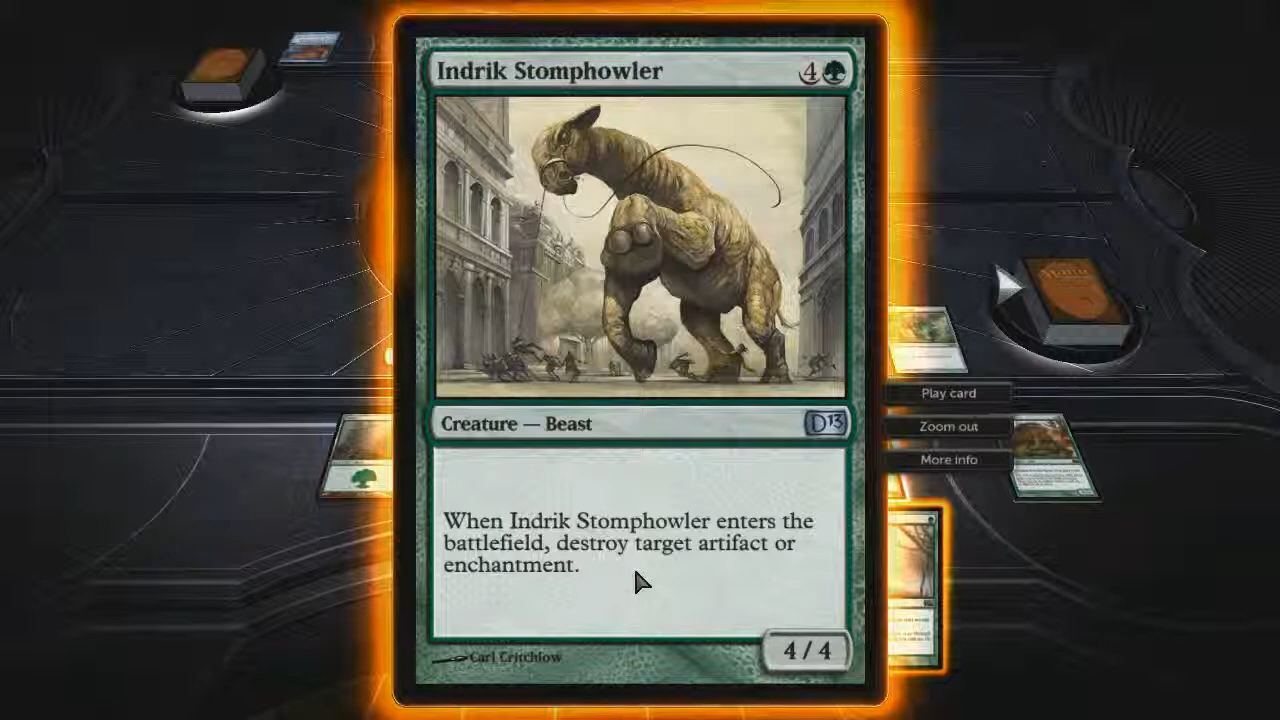 Indrik Stomphowler 4
Creature — Beast D13
When Indrik Stomphowler enters the
battlefield, destroy target artifact or
enchantment.
4 / 4
Carl Critchlow
Play card
Zoom out
More info